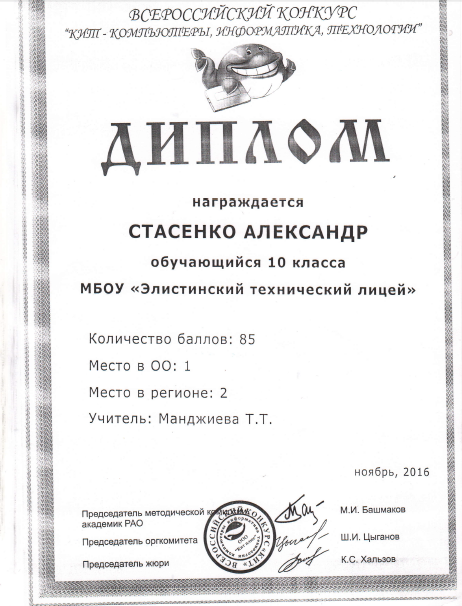 ВСЕРОССИЙСКИЙ КОНКУРС
"КИТ - КОМПЬЮТЕРЫ, ИНФОРМАТИКА, ТЕХНОЛОГИИ"
ДИПЛОМ
награждается
СТАСЕНКО АЛЕКСАНДР
обучающийся 10 класса
МБОУ «Элистинский технический лицей»
Количество баллов: 85
Место в ОО: 1
Место в регионе: 2
Учитель: Манджиева Т.Т.
ноябрь, 2016
Председатель методической М.И. Башмаков
академик РАО
Председатель оргкомитета Ш.И. Цыганов
Председатель жюри К.С. Хальзов
ВСЕРОССИЙСКИЙ КОНКУРС «КИТ»